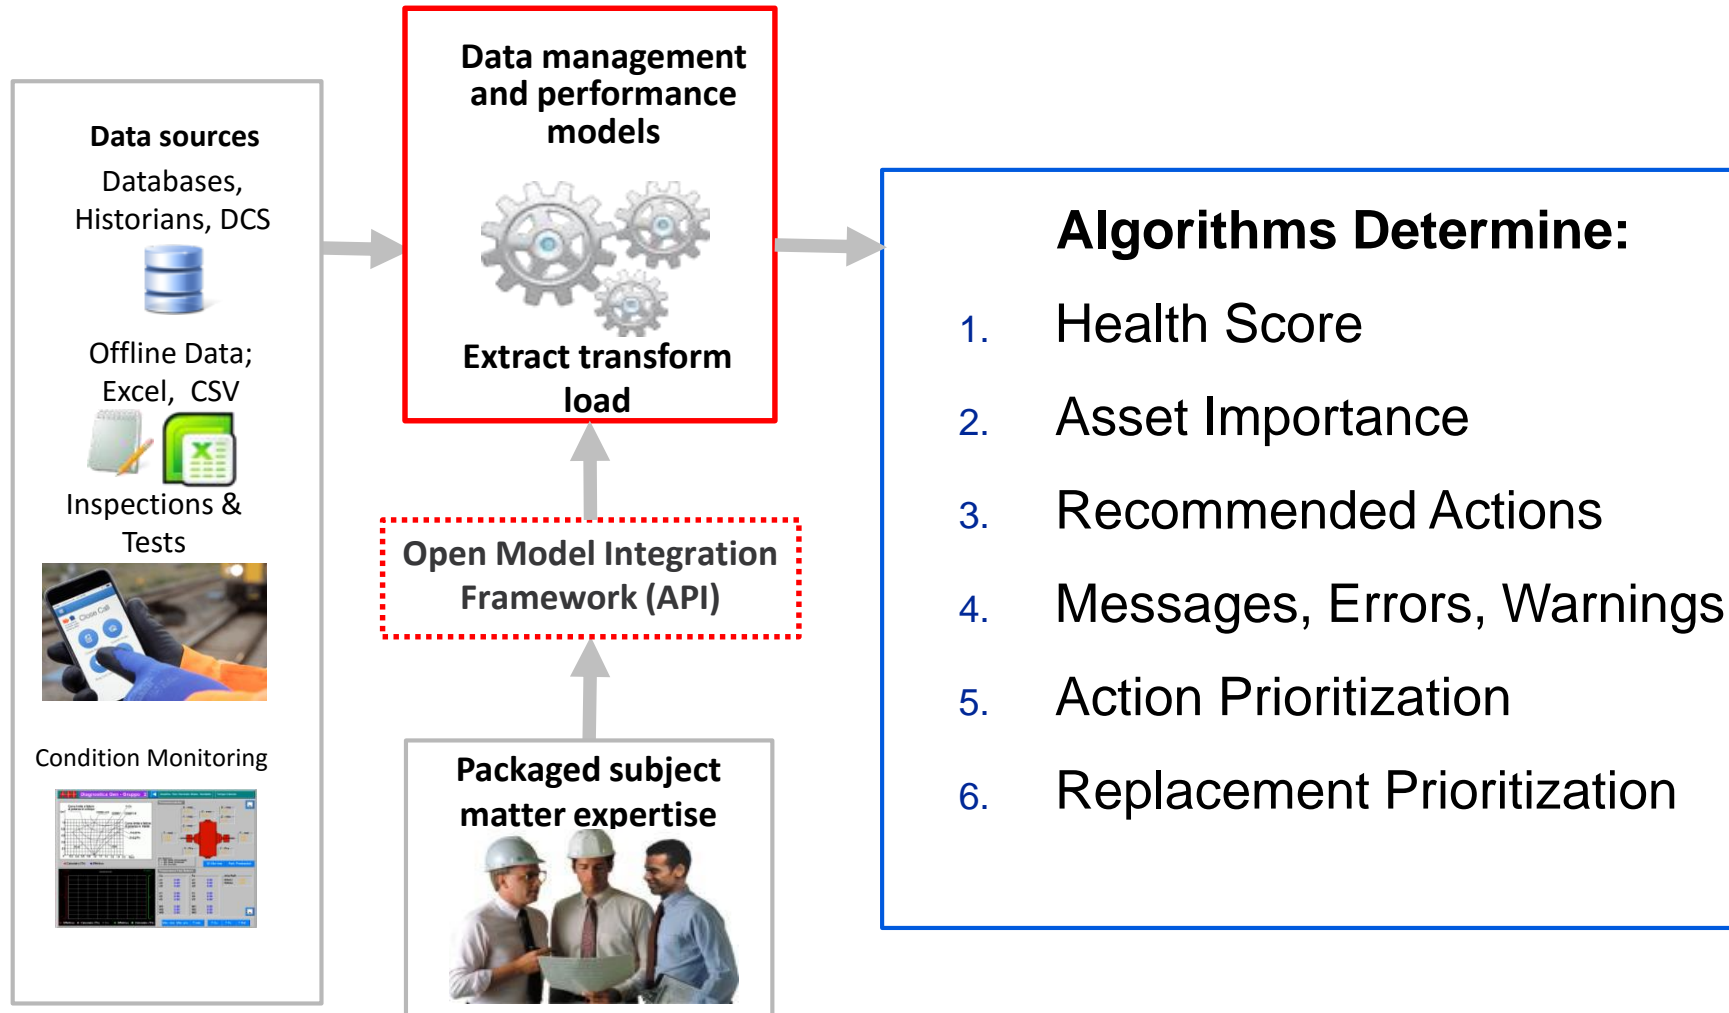 Data sources
Databases,
Historians, DCS
Offline Data;
Excel, CSV
Inspections &
Tests
Close Call
Condition Monitoring
Data management
and performance
models
Extract transform
load
Open Model Integration
Framework (API)
Packaged subject
matter expertise
Algorithms Determine:
1. Health Score
2. Asset Importance
3. Recommended Actions
4. Messages, Errors, Warnings
5. Action Prioritization
6. Replacement Prioritization